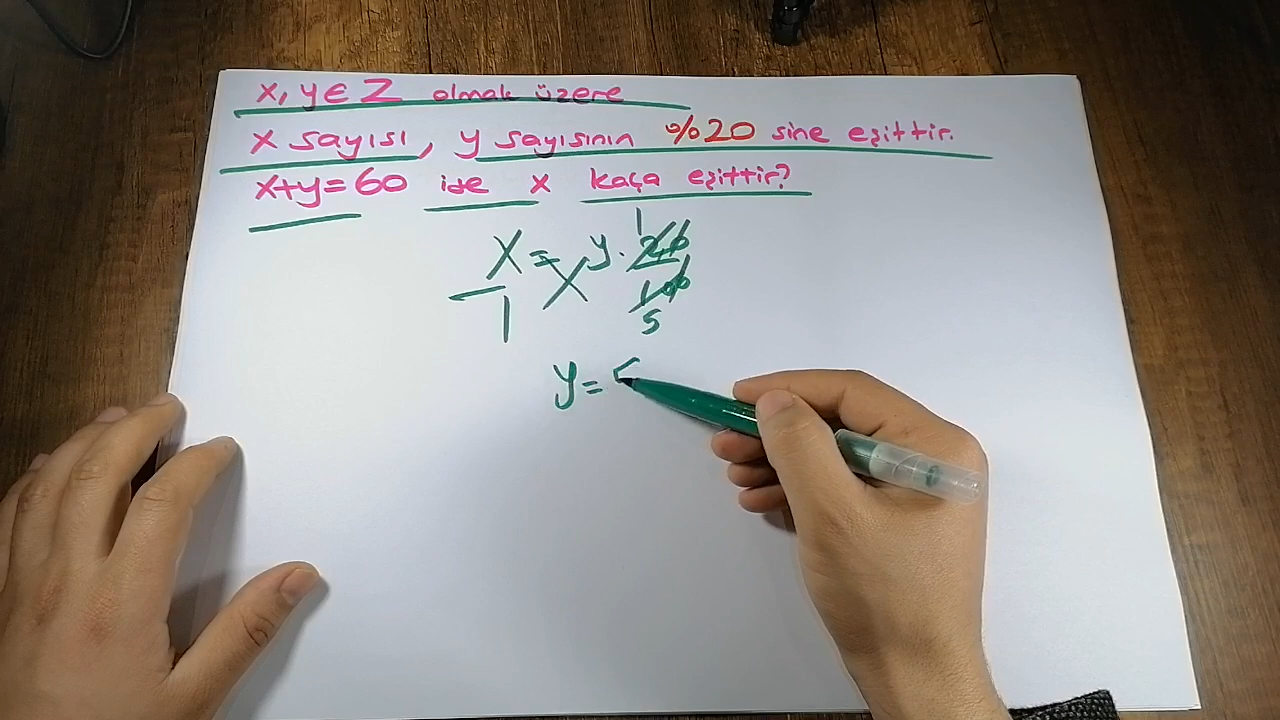 x, y ∈ Z olmak üzere
x sayısı, y sayısının %20 sine eşittir.
x+y=60 ise x kaça eşittir?
1
x = y . 20
1 100
5
y = 5